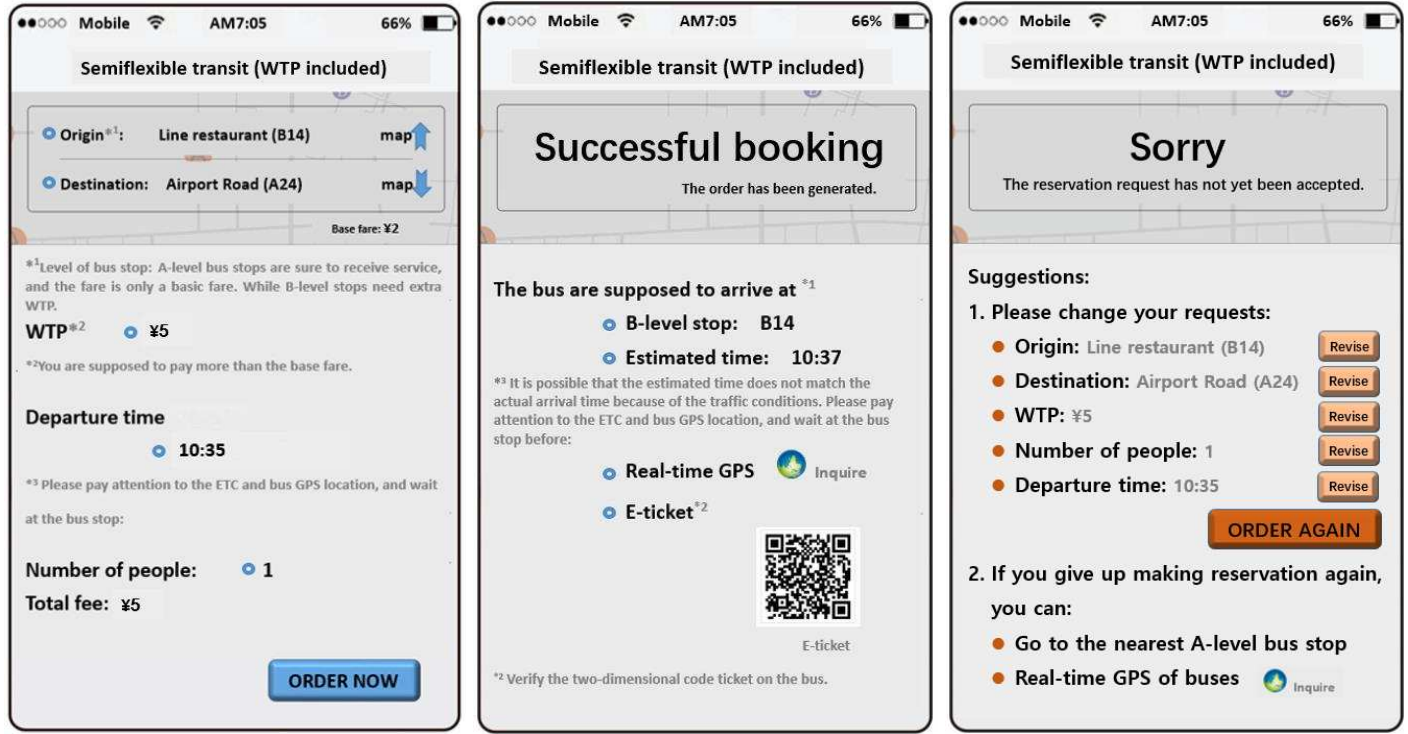 Mobile AM7:05 66%
Semiflexible transit (WTP included)
Origin*1: Line restaurant (B14) map
Destination: Airport Road (A24) map
Base fare: ¥2
*1Level of bus stop: A-level bus stops are sure to receive service,
and the fare is only a basic fare. While B-level stops need extra
WTP.
WTP*2 ¥5
*2You are supposed to pay more than the base fare.
Departure time
10:35
*3 Please pay attention to the ETC and bus GPS location, and wait
at the bus stop:
Number of people: 1
Total fee: ¥5
ORDER NOW
Mobile AM7:05 66%
Semiflexible transit (WTP included)
Successful booking
The order has been generated.
The bus are supposed to arrive at *1
B-level stop: B14
Estimated time: 10:37
*3 It is possible that the estimated time does not match the
actual arrival time because of the traffic conditions. Please pay
attention to the ETC and bus GPS location, and wait at the bus
stop before:
Real-time GPS Inquire
E-ticket*2
E-ticket
*2 Verify the two-dimensional code ticket on the bus.
Mobile AM7:05 66%
Semiflexible transit (WTP included)
Sorry
The reservation request has not yet been accepted.
Suggestions:
1. Please change your requests:
Origin: Line restaurant (B14) Revise
Destination: Airport Road (A24) Revise
WTP: ¥5 Revise
Number of people: 1 Revise
Departure time: 10:35 Revise
ORDER AGAIN
2. If you give up making reservation again,
you can:
Go to the nearest A-level bus stop
Real-time GPS of buses Inquire